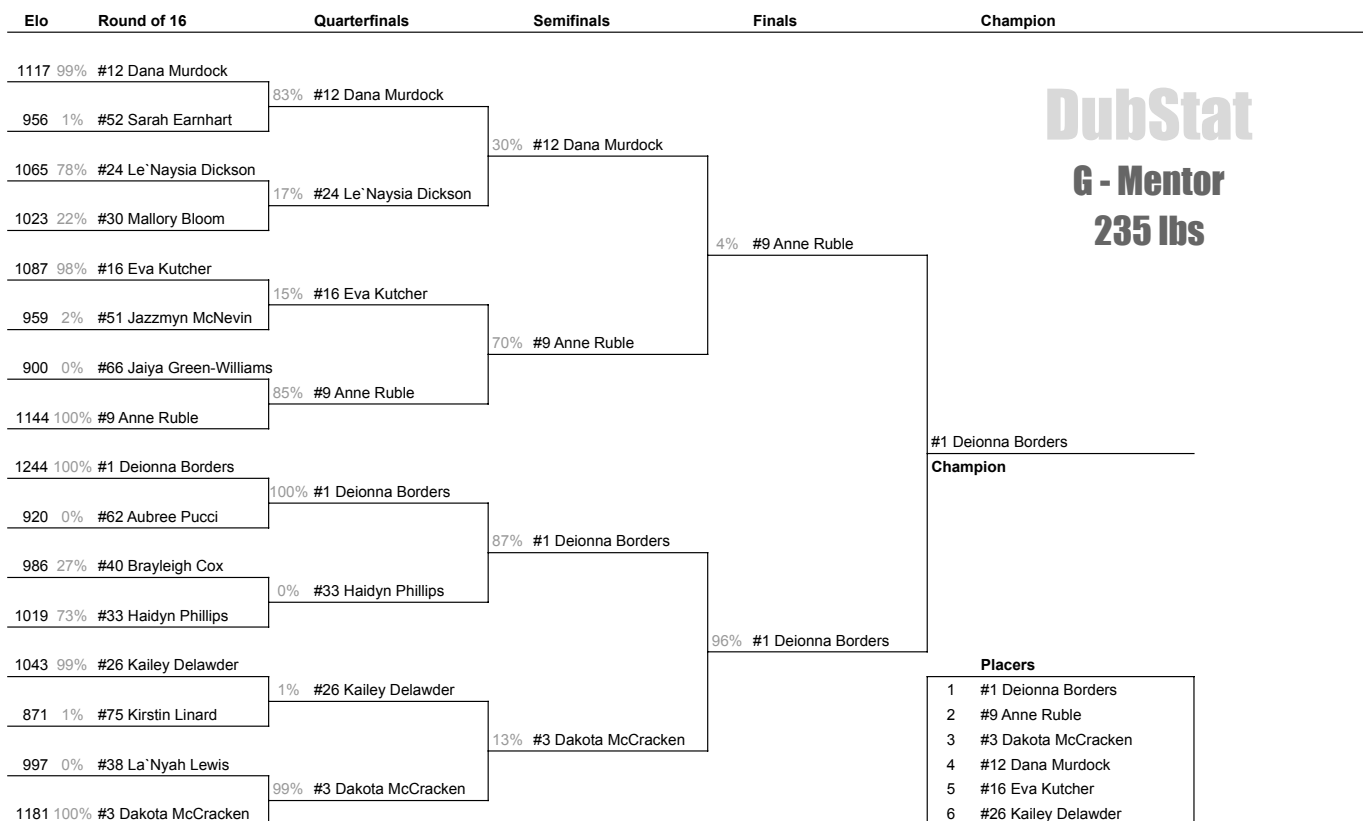 Elo Round of 16 Quarterfinals Semifinals Finals Champion
1117 99% #12 Dana Murdock
83% #12 Dana Murdock
956 1% #52 Sarah Earnhart
30% #12 Dana Murdock
1065 78% #24 Le`Naysia Dickson
17% #24 Le`Naysia Dickson
1023 22% #30 Mallory Bloom
4% #9 Anne Ruble
1087 98% #16 Eva Kutcher
15% #16 Eva Kutcher
959 2% #51 Jazzmyn McNevin
70% #9 Anne Ruble
900 0% #66 Jaiya Green-Williams
85% #9 Anne Ruble
1144 100% #9 Anne Ruble
#1 Deionna Borders
Champion
1244 100% #1 Deionna Borders
100% #1 Deionna Borders
920 0% #62 Aubree Pucci
87% #1 Deionna Borders
986 27% #40 Brayleigh Cox
0% #33 Haidyn Phillips
1019 73% #33 Haidyn Phillips
96% #1 Deionna Borders
1043 99% #26 Kailey Delawder
1% #26 Kailey Delawder
871 1% #75 Kirstin Linard
13% #3 Dakota McCracken
997 0% #38 La`Nyah Lewis
99% #3 Dakota McCracken
1181 100% #3 Dakota McCracken
DubStat
G - Mentor
235 lbs
Placers
1 #1 Deionna Borders
2 #9 Anne Ruble
3 #3 Dakota McCracken
4 #12 Dana Murdock
5 #16 Eva Kutcher
6 #26 Kailey Delawder